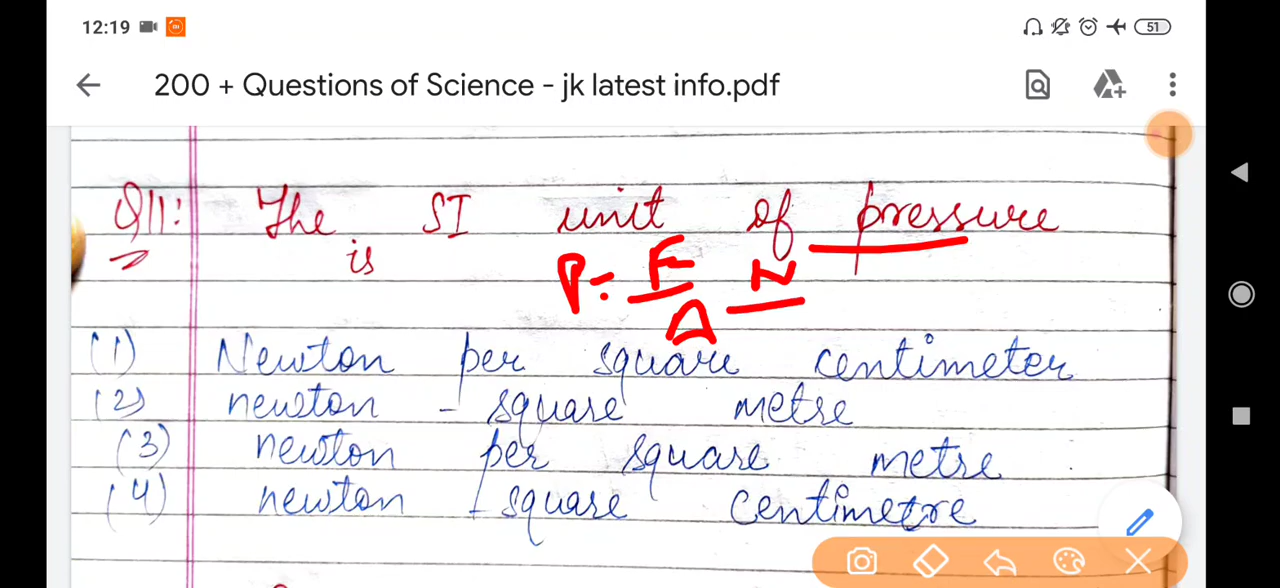 12:19
51
200 + Questions of Science - jk latest info.pdf
Q11: The SI unit of pressure
is
P = F N
A
(1) Newton per square centimeter
(2) newton - square metre
(3) newton per square metre
(4) newton - square centimetre